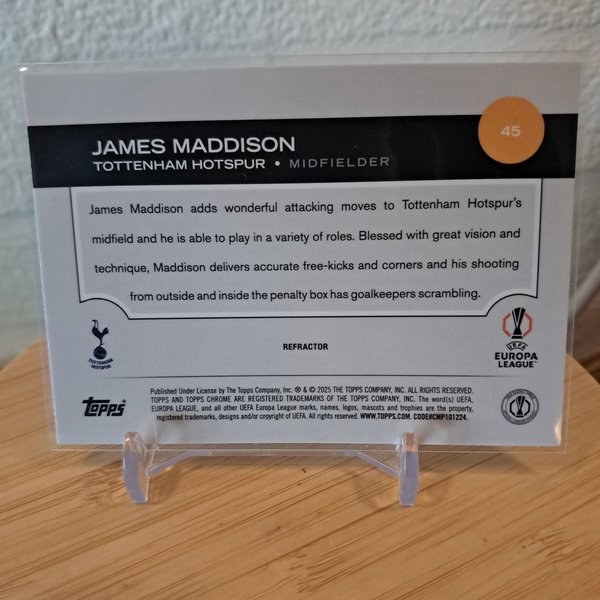 45
JAMES MADDISON
TOTTENHAM HOTSPUR • MIDFIELDER
James Maddison adds wonderful attacking moves to Tottenham Hotspur's
midfield and he is able to play in a variety of roles. Blessed with great vision and
technique, Maddison delivers accurate free-kicks and corners and his shooting
from outside and inside the penalty box has goalkeepers scrambling.
TOTTENHAM
HOTSPUR
REFRACTOR
UEFA
EUROPA
LEAGUE
topps
Published Under License by The Topps Company, Inc. ® & © 2025 THE TOPPS COMPANY, INC. ALL RIGHTS RESERVED.
TOPPS AND TOPPS CHROME ARE REGISTERED TRADEMARKS OF THE TOPPS COMPANY, INC. The word(s) UEFA,
EUROPA LEAGUE, and all other UEFA Europa League marks, names, logos, mascots and trophies are the property,
registered trademarks, designs and/or copyright of UEFA. All rights reserved. WWW.TOPPS.COM. CODE#CMP101224.